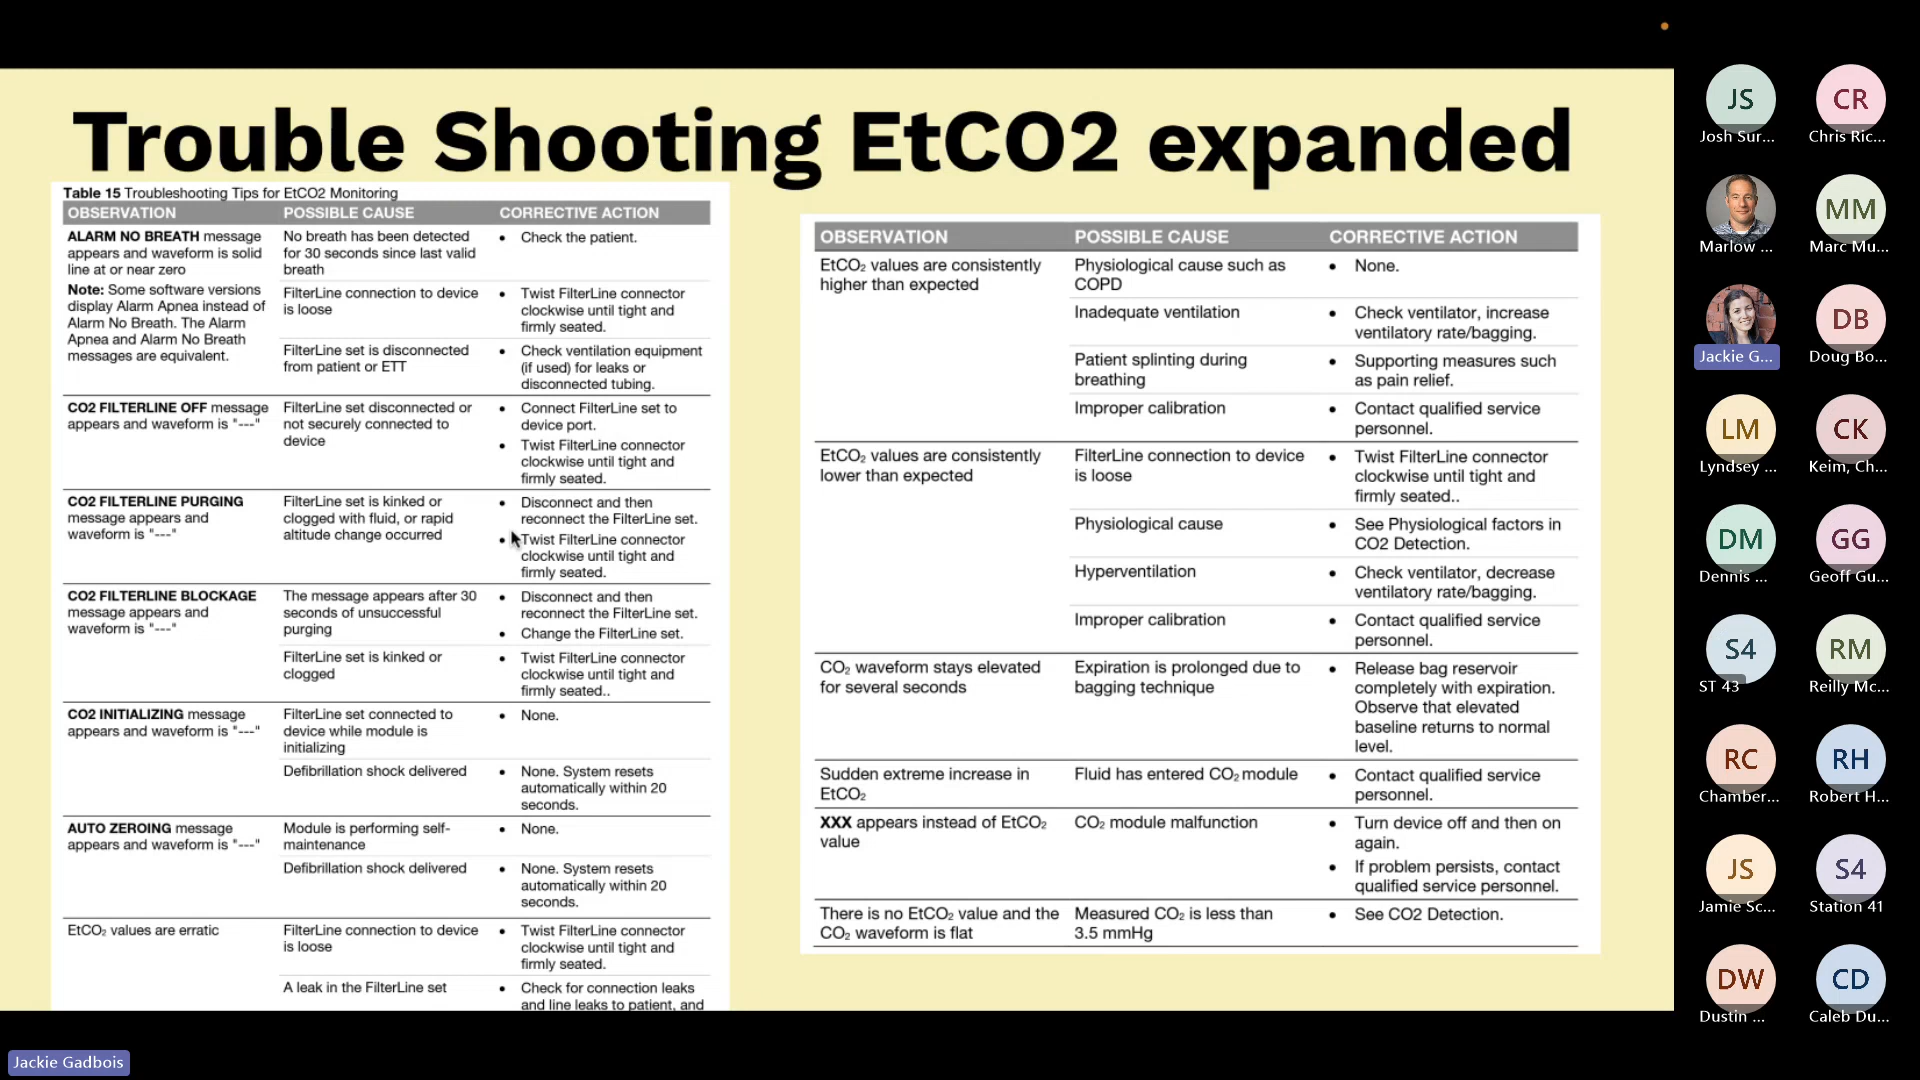 Trouble Shooting EtCO2 expanded
Table 15 Troubleshooting Tips for EtCO2 Monitoring
OBSERVATION POSSIBLE CAUSE CORRECTIVE ACTION
ALARM NO BREATH message
appears and waveform is solid
line at or near zero
Note: Some software versions
display Alarm Apnea instead of
Alarm No Breath. The Alarm
Apnea and Alarm No Breath
messages are equivalent.
No breath has been detected
for 30 seconds since last valid
breath
• Check the patient.
FilterLine connection to device
is loose
• Twist FilterLine connector
clockwise until tight and
firmly seated.
FilterLine set is disconnected
from patient or ETT
• Check ventilation equipment
(if used) for leaks or
disconnected tubing.
CO2 FILTERLINE OFF message
appears and waveform is "---"
FilterLine set disconnected or
not securely connected to
device
• Connect FilterLine set to
device port.
• Twist FilterLine connector
clockwise until tight and
firmly seated.
CO2 FILTERLINE PURGING
message appears and
waveform is "---"
FilterLine set is kinked or
clogged with fluid, or rapid
altitude change occurred
• Disconnect and then
reconnect the FilterLine set.
• Twist FilterLine connector
clockwise until tight and
firmly seated.
CO2 FILTERLINE BLOCKAGE
message appears and
waveform is "---"
The message appears after 30
seconds of unsuccessful
purging
• Disconnect and then
reconnect the FilterLine set.
• Change the FilterLine set.
FilterLine set is kinked or
clogged
• Twist FilterLine connector
clockwise until tight and
firmly seated..
CO2 INITIALIZING message
appears and waveform is "---"
FilterLine set connected to
device while module is
initializing
• None.
Defibrillation shock delivered
• None. System resets
automatically within 20
seconds.
AUTO ZEROING message
appears and waveform is "---"
Module is performing self-
maintenance
• None.
Defibrillation shock delivered
• None. System resets
automatically within 20
seconds.
EtCO2 values are erratic
FilterLine connection to device
is loose
• Twist FilterLine connector
clockwise until tight and
firmly seated.
A leak in the FilterLine set
• Check for connection leaks
and line leaks to patient, and
OBSERVATION POSSIBLE CAUSE CORRECTIVE ACTION
EtCO2 values are consistently
higher than expected
Physiological cause such as
COPD
• None.
Inadequate ventilation
• Check ventilator, increase
ventilatory rate/bagging.
Patient splinting during
breathing
• Supporting measures such
as pain relief.
Improper calibration
• Contact qualified service
personnel.
EtCO2 values are consistently
lower than expected
FilterLine connection to device
is loose
• Twist FilterLine connector
clockwise until tight and
firmly seated..
Physiological cause
• See Physiological factors in
CO2 Detection.
Hyperventilation
• Check ventilator, decrease
ventilatory rate/bagging.
Improper calibration
• Contact qualified service
personnel.
CO2 waveform stays elevated
for several seconds
Expiration is prolonged due to
bagging technique
• Release bag reservoir
completely with expiration.
Observe that elevated
baseline returns to normal
level.
Sudden extreme increase in
EtCO2
Fluid has entered CO2 module
• Contact qualified service
personnel.
XXX appears instead of EtCO2
value
CO2 module malfunction
• Turn device off and then on
again.
• If problem persists, contact
qualified service personnel.
There is no EtCO2 value and the
CO2 waveform is flat
Measured CO2 is less than
3.5 mmHg
• See CO2 Detection.
JS CR
Josh Sur... Chris Ric...
MM
Marlow ... Marc Mu...
DB
Jackie G... Doug Bo...
LM CK
Lyndsey ... Keim, Ch...
DM GG
Dennis ... Geoff Gu...
S4 RM
ST 43 Reilly Mc...
RC RH
Chamber... Robert H...
JS S4
Jamie Sc... Station 41
DW CD
Dustin ... Caleb Du...
Jackie Gadbois